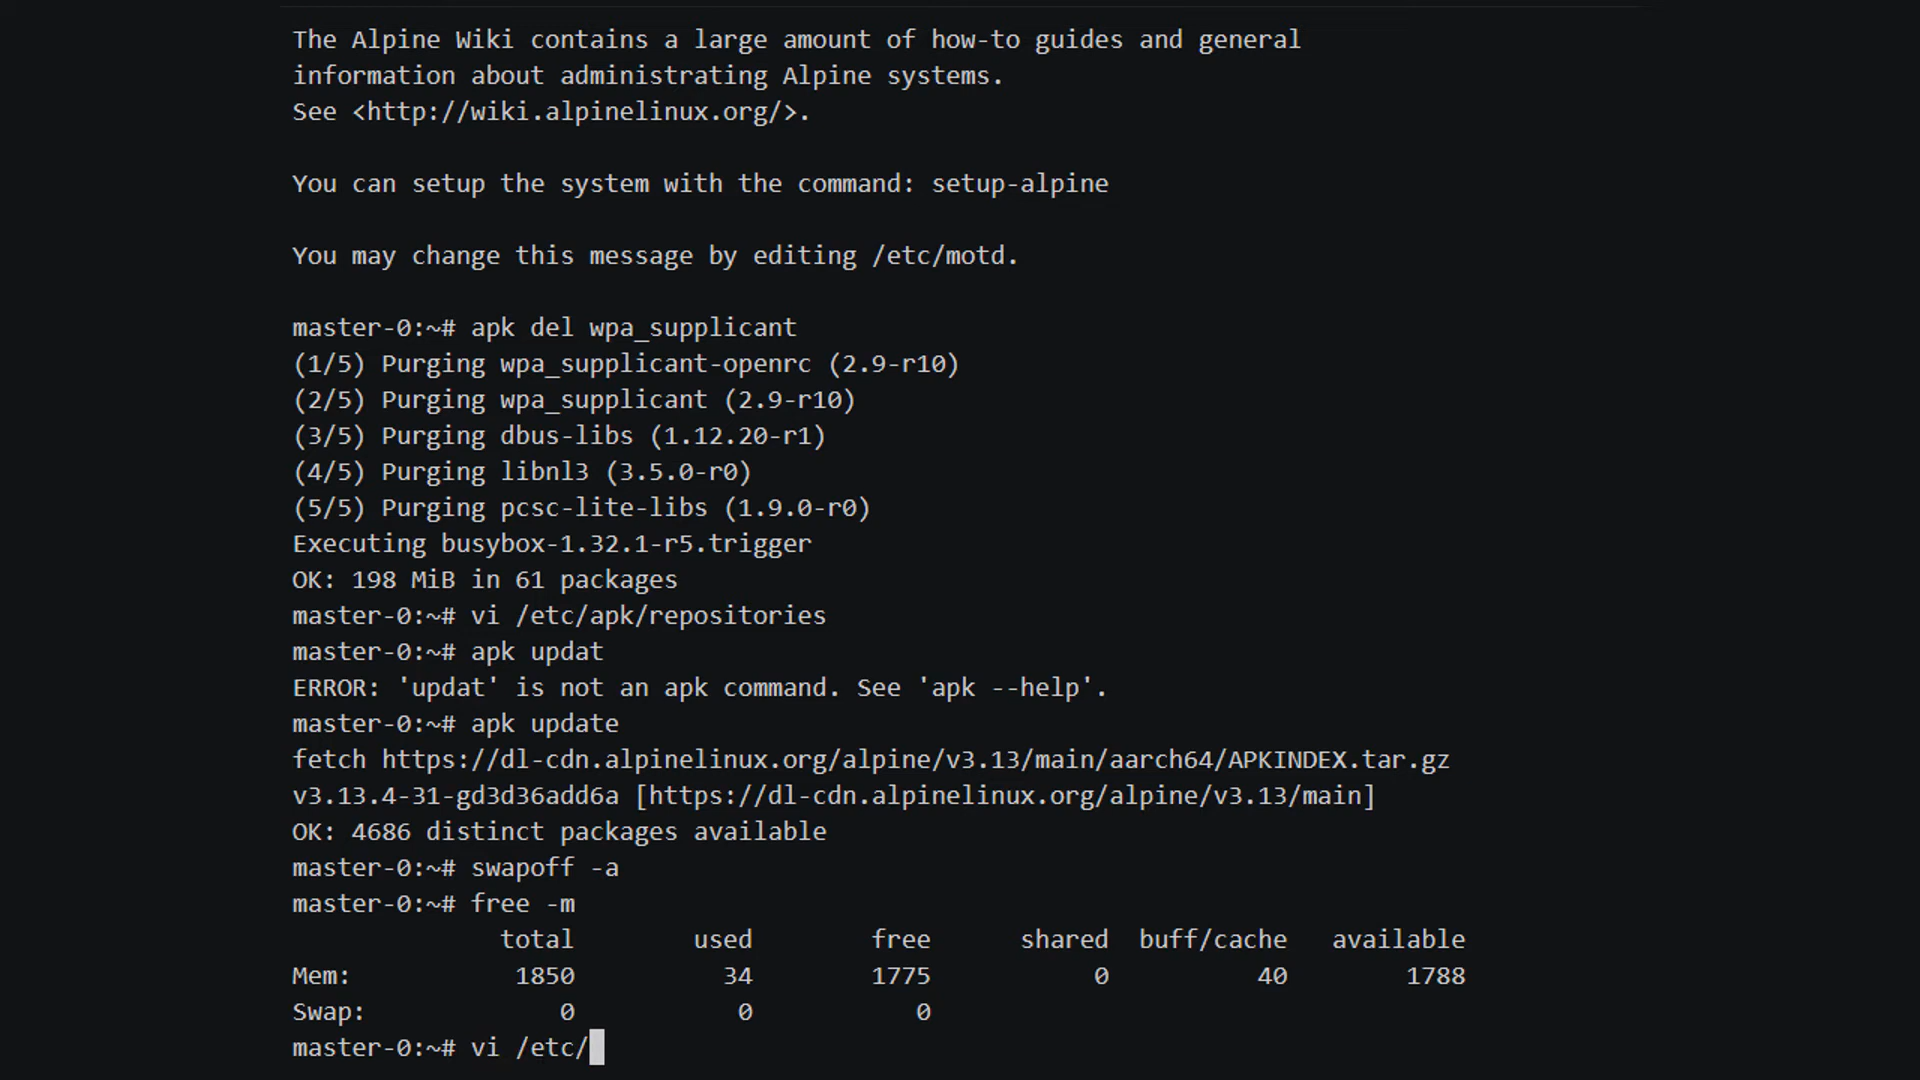 The Alpine Wiki contains a large amount of how-to guides and general
information about administrating Alpine systems.
See <http://wiki.alpinelinux.org/>.
You can setup the system with the command: setup-alpine
You may change this message by editing /etc/motd.
master-0:~# apk del wpa_supplicant
(1/5) Purging wpa_supplicant-openrc (2.9-r10)
(2/5) Purging wpa_supplicant (2.9-r10)
(3/5) Purging dbus-libs (1.12.20-r1)
(4/5) Purging libnl3 (3.5.0-r0)
(5/5) Purging pcsc-lite-libs (1.9.0-r0)
Executing busybox-1.32.1-r5.trigger
OK: 198 MiB in 61 packages
master-0:~# vi /etc/apk/repositories
master-0:~# apk updat
ERROR: 'updat' is not an apk command. See 'apk --help'.
master-0:~# apk update
fetch https://dl-cdn.alpinelinux.org/alpine/v3.13/main/aarch64/APKINDEX.tar.gz
v3.13.4-31-gd3d36add6a [https://dl-cdn.alpinelinux.org/alpine/v3.13/main]
OK: 4686 distinct packages available
master-0:~# swapoff -a
master-0:~# free -m
total used free shared buff/cache available
Mem: 1850 34 1775 0 40 1788
Swap: 0 0 0
master-0:~# vi /etc/